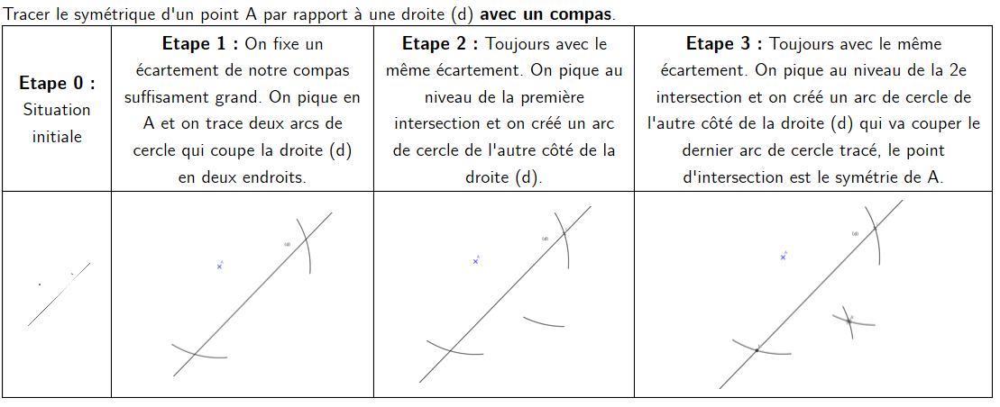 Tracer le symétrique d'un point A par rapport à une droite (d) avec un compas.
Etape 0 :
Situation
initiale
Etape 1 : On fixe un
écartement de notre compas
suffisament grand. On pique en
A et on trace deux arcs de
cercle qui coupe la droite (d)
en deux endroits.
Etape 2 : Toujours avec le
même écartement. On pique au
niveau de la première
intersection et on créé un arc
de cercle de l'autre côté de la
droite (d).
Etape 3 : Toujours avec le même
écartement. On pique au niveau de la 2e
intersection et on créé un arc de cercle de
l'autre côté de la droite (d) qui va couper le
dernier arc de cercle tracé, le point
d'intersection est le symétrie de A.
(d)
A
(d)
A
(d)
A